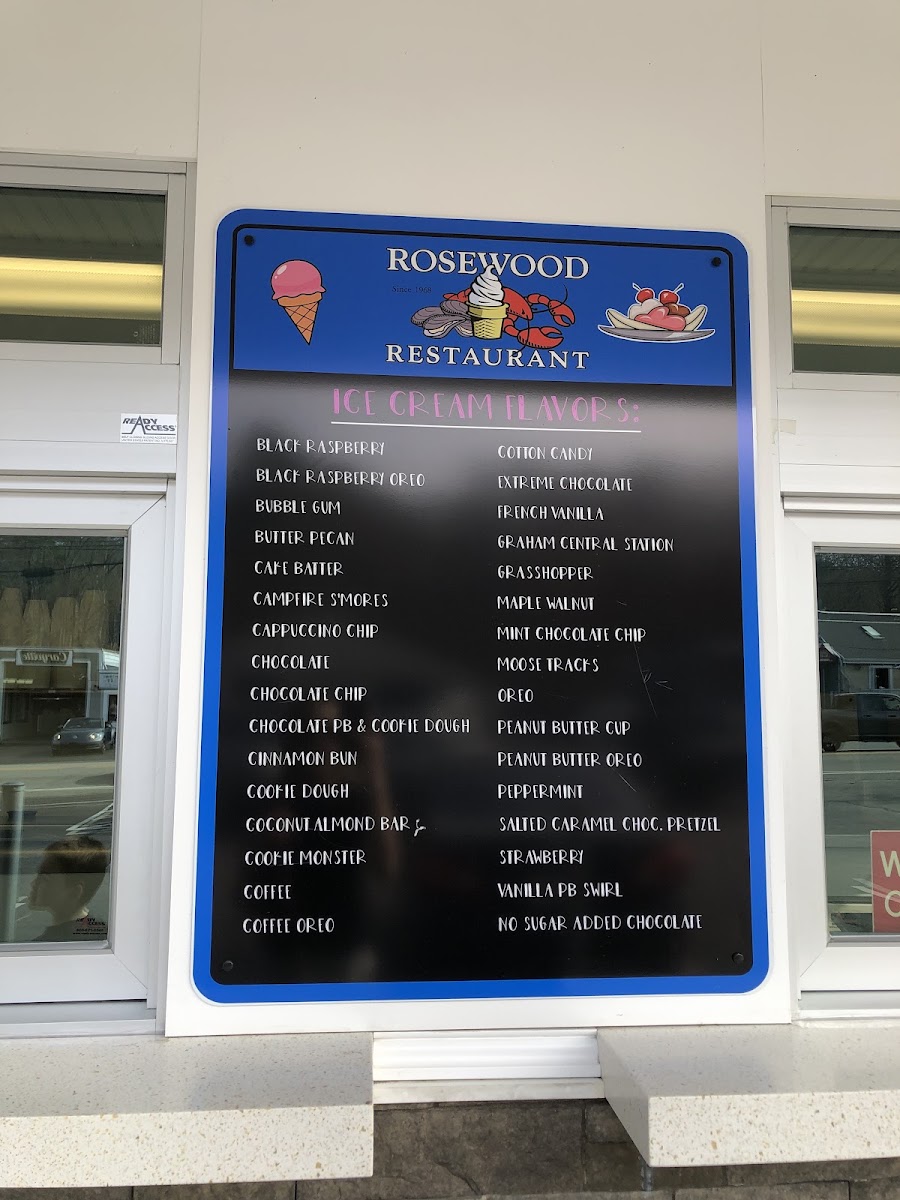 ROSEWOOD
Since 1968
RESTAURANT
ICE CREAM FLAVORS:
BLACK RASPBERRY
BLACK RASPBERRY OREO
BUBBLE GUM
BUTTER PECAN
CAKE BATTER
CAMPFIRE S'MORES
CAPPUCCINO CHIP
CHOCOLATE
CHOCOLATE CHIP
CHOCOLATE PB & COOKIE DOUGH
CINNAMON BUN
COOKIE DOUGH
COCONUT ALMOND BAR
COOKIE MONSTER
COFFEE
COFFEE OREO
COTTON CANDY
EXTREME CHOCOLATE
FRENCH VANILLA
GRAHAM CENTRAL STATION
GRASSHOPPER
MAPLE WALNUT
MINT CHOCOLATE CHIP
MOOSE TRACKS
OREO
PEANUT BUTTER CUP
PEANUT BUTTER OREO
PEPPERMINT
SALTED CARAMEL CHOC. PRETZEL
STRAWBERRY
VANILLA PB SWIRL
NO SUGAR ADDED CHOCOLATE
READY
ACCESS